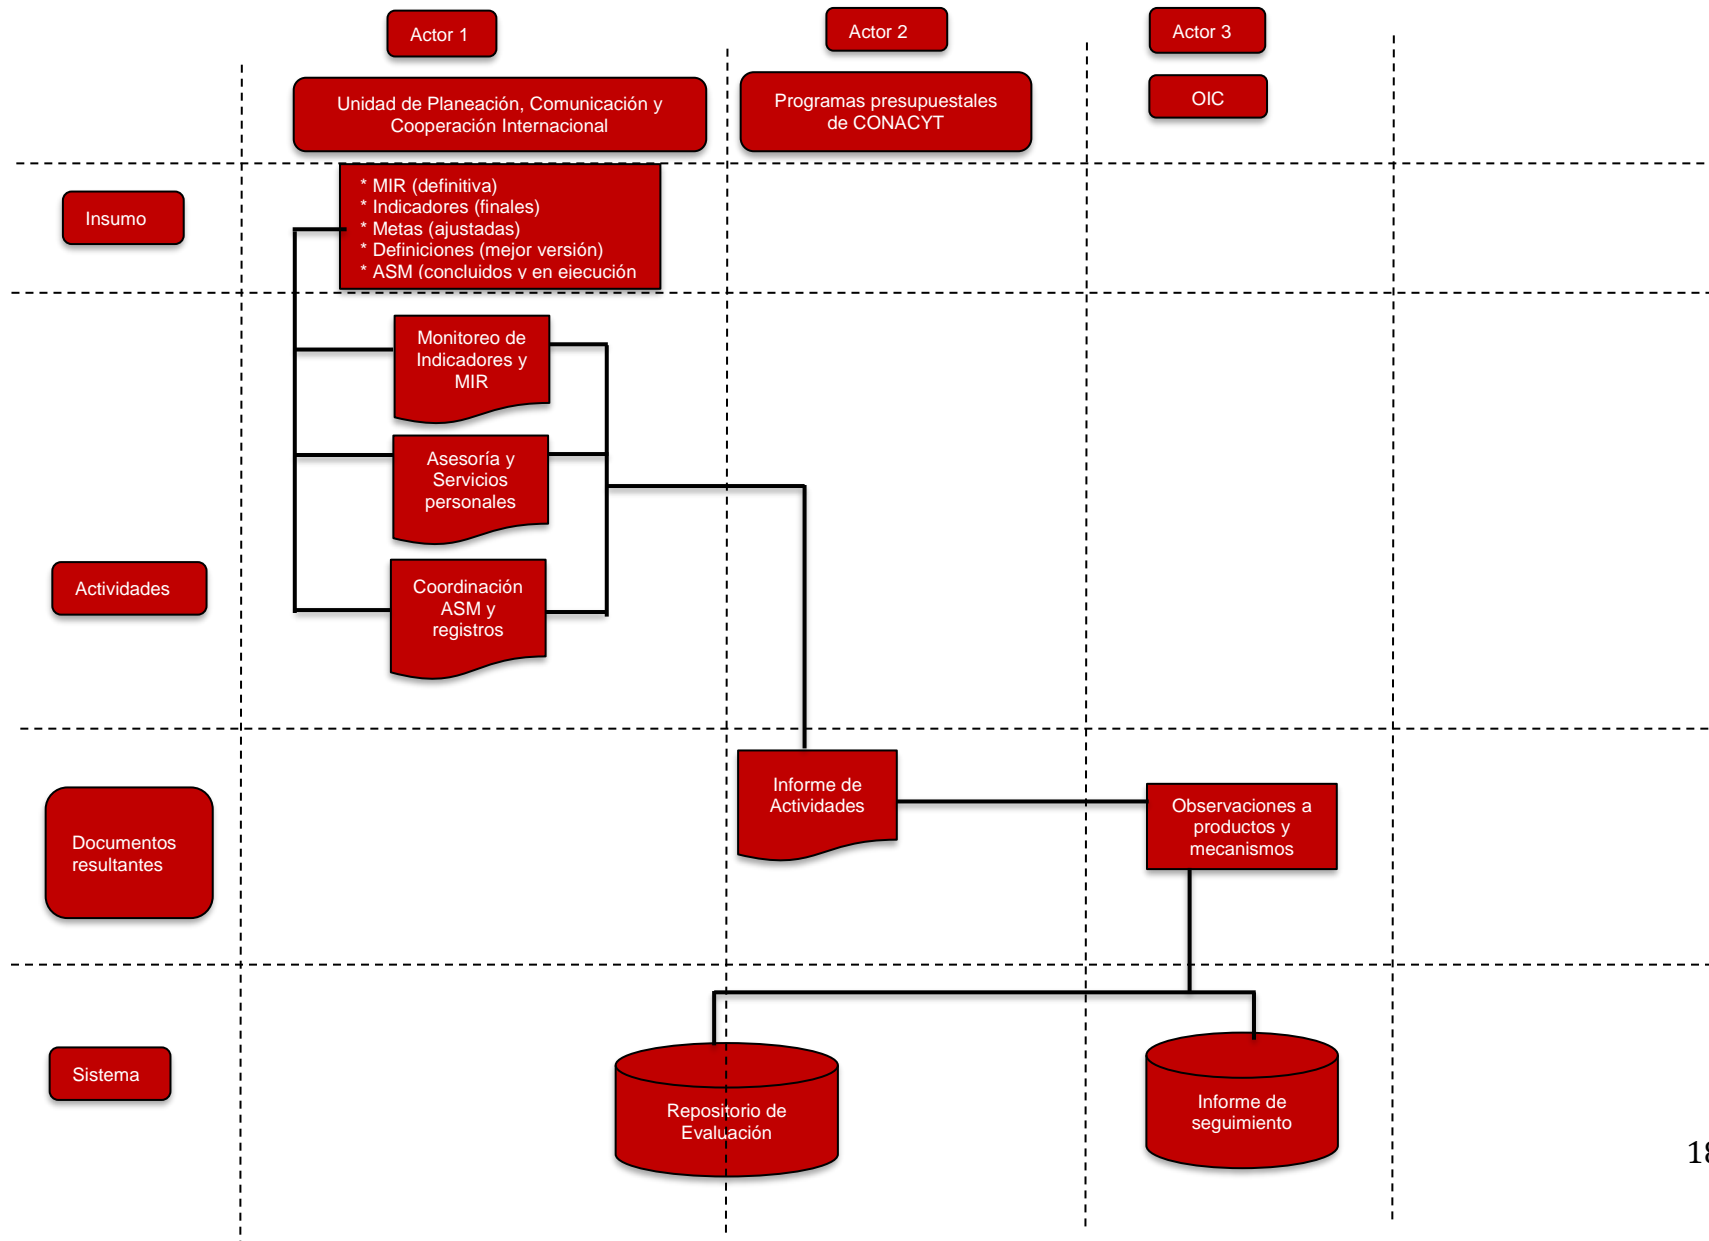 Actor 1
Actor 2
Actor 3
Unidad de Planeación, Comunicación y
Cooperación Internacional
Programas presupuestales
de CONACYT
OIC
Insumo
* MIR (definitiva)
* Indicadores (finales)
* Metas (ajustadas)
* Definiciones (mejor versión)
* ASM (concluidos y en ejecución
Monitoreo de
Indicadores y
MIR
Asesoría y
Servicios
personales
Actividades
Coordinación
ASM y
registros
Documentos
resultantes
Informe de
Actividades
Observaciones a
productos y
mecanismos
Sistema
Repositorio de
Evaluación
Informe de
seguimiento
18